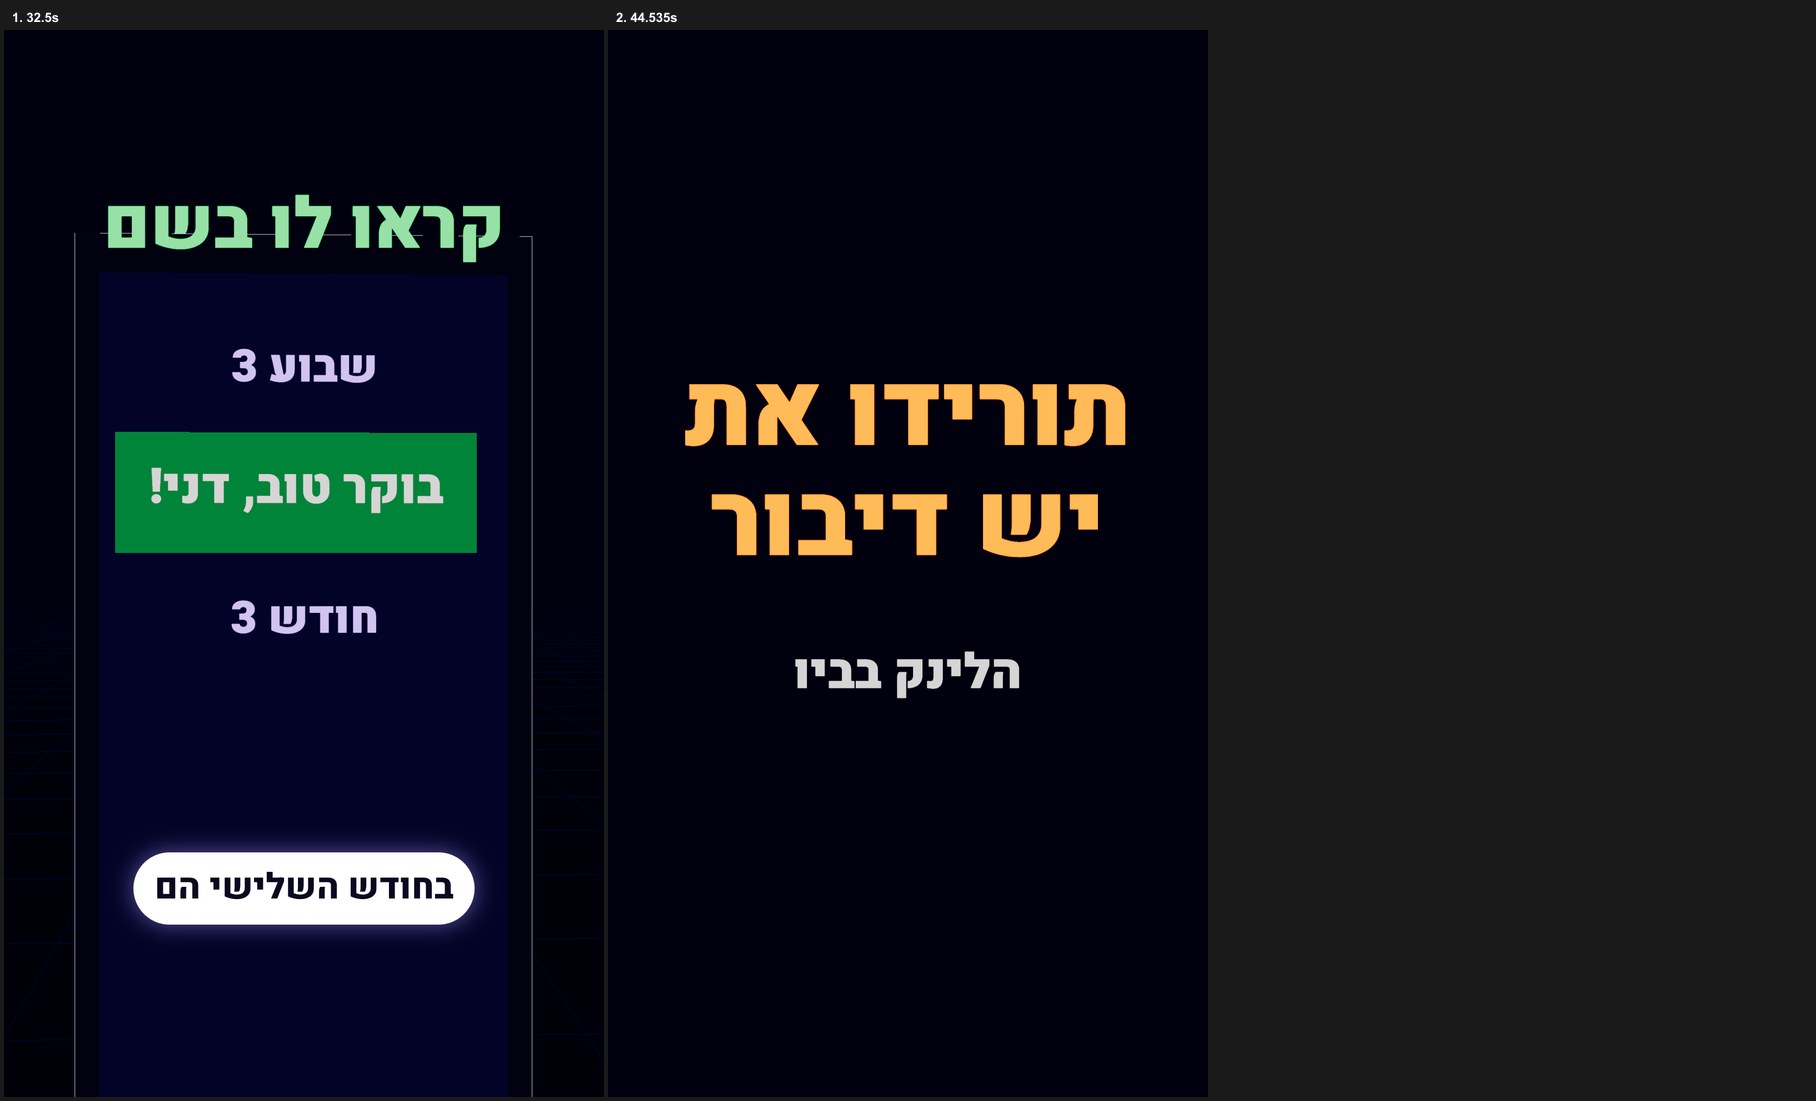 1. 32.5s
קראו לו בשם
שבוע 3
בוקר טוב, דני!
חודש 3
בחודש השלישי הם
2. 44.535s
תורידו את
יש דיבור
הלינק בביו